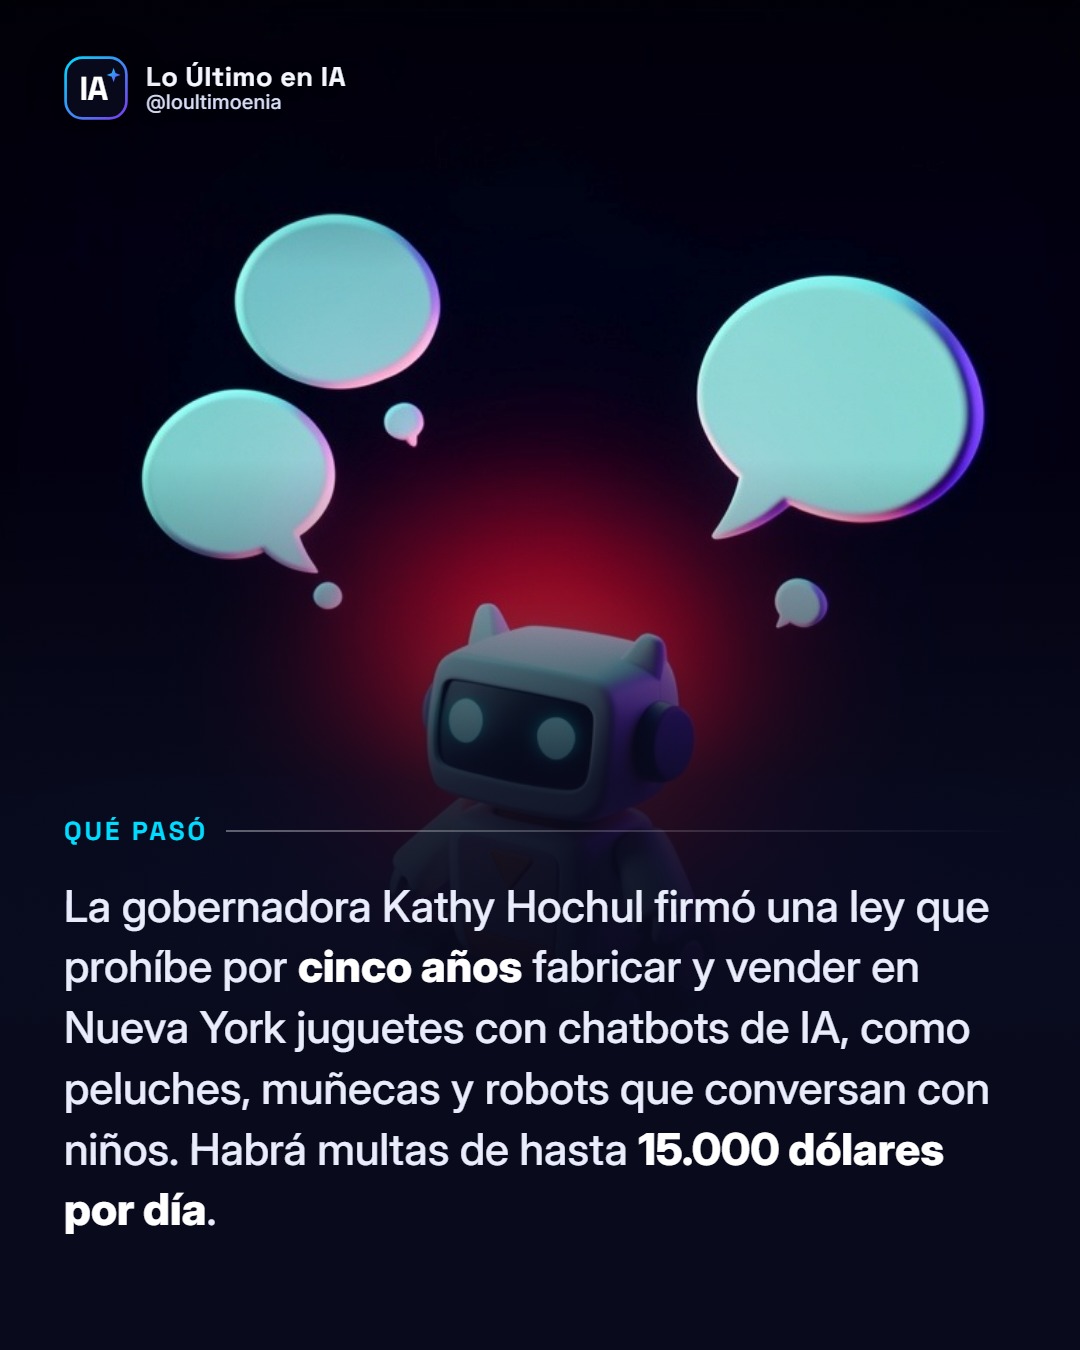 IA
Lo Último en IA
@loultimoenia
QUÉ PASÓ
La gobernadora Kathy Hochul firmó una ley que
prohíbe por cinco años fabricar y vender en
Nueva York juguetes con chatbots de IA, como
peluches, muñecas y robots que conversan con
niños. Habrá multas de hasta 15.000 dólares
por día.